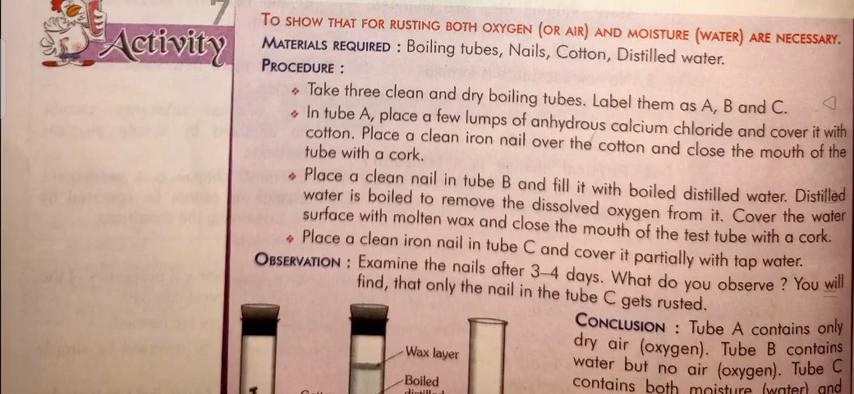 7
Activity
TO SHOW THAT FOR RUSTING BOTH OXYGEN (OR AIR) AND MOISTURE (WATER) ARE NECESSARY.
MATERIALS REQUIRED : Boiling tubes, Nails, Cotton, Distilled water.
PROCEDURE :
❖ Take three clean and dry boiling tubes. Label them as A, B and C.
❖ In tube A, place a few lumps of anhydrous calcium chloride and cover it with
cotton. Place a clean iron nail over the cotton and close the mouth of the
tube with a cork.
❖ Place a clean nail in tube B and fill it with boiled distilled water. Distilled
water is boiled to remove the dissolved oxygen from it. Cover the water
surface with molten wax and close the mouth of the test tube with a cork.
❖ Place a clean iron nail in tube C and cover it partially with tap water.
OBSERVATION : Examine the nails after 3–4 days. What do you observe ? You will
find, that only the nail in the tube C gets rusted.
Wax layer
Boiled
CONCLUSION : Tube A contains only
dry air (oxygen). Tube B contains
water but no air (oxygen). Tube C
contains both moisture (water) and